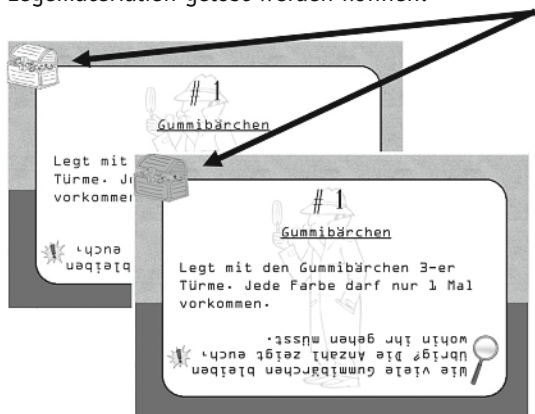 Legematerialien gelöst werden können.
# 1
Gummibärchen
Legt mit
Türme.
bleiben
euch,
# 1
Gummibärchen
Legt mit den Gummibärchen 3-er
Türme. Jede Farbe darf nur 1 Mal
vorkommen.
Wie viele Gummibärchen bleiben
übrig? Die Anzahl zeigt euch,
wohin ihr gehen müsst.